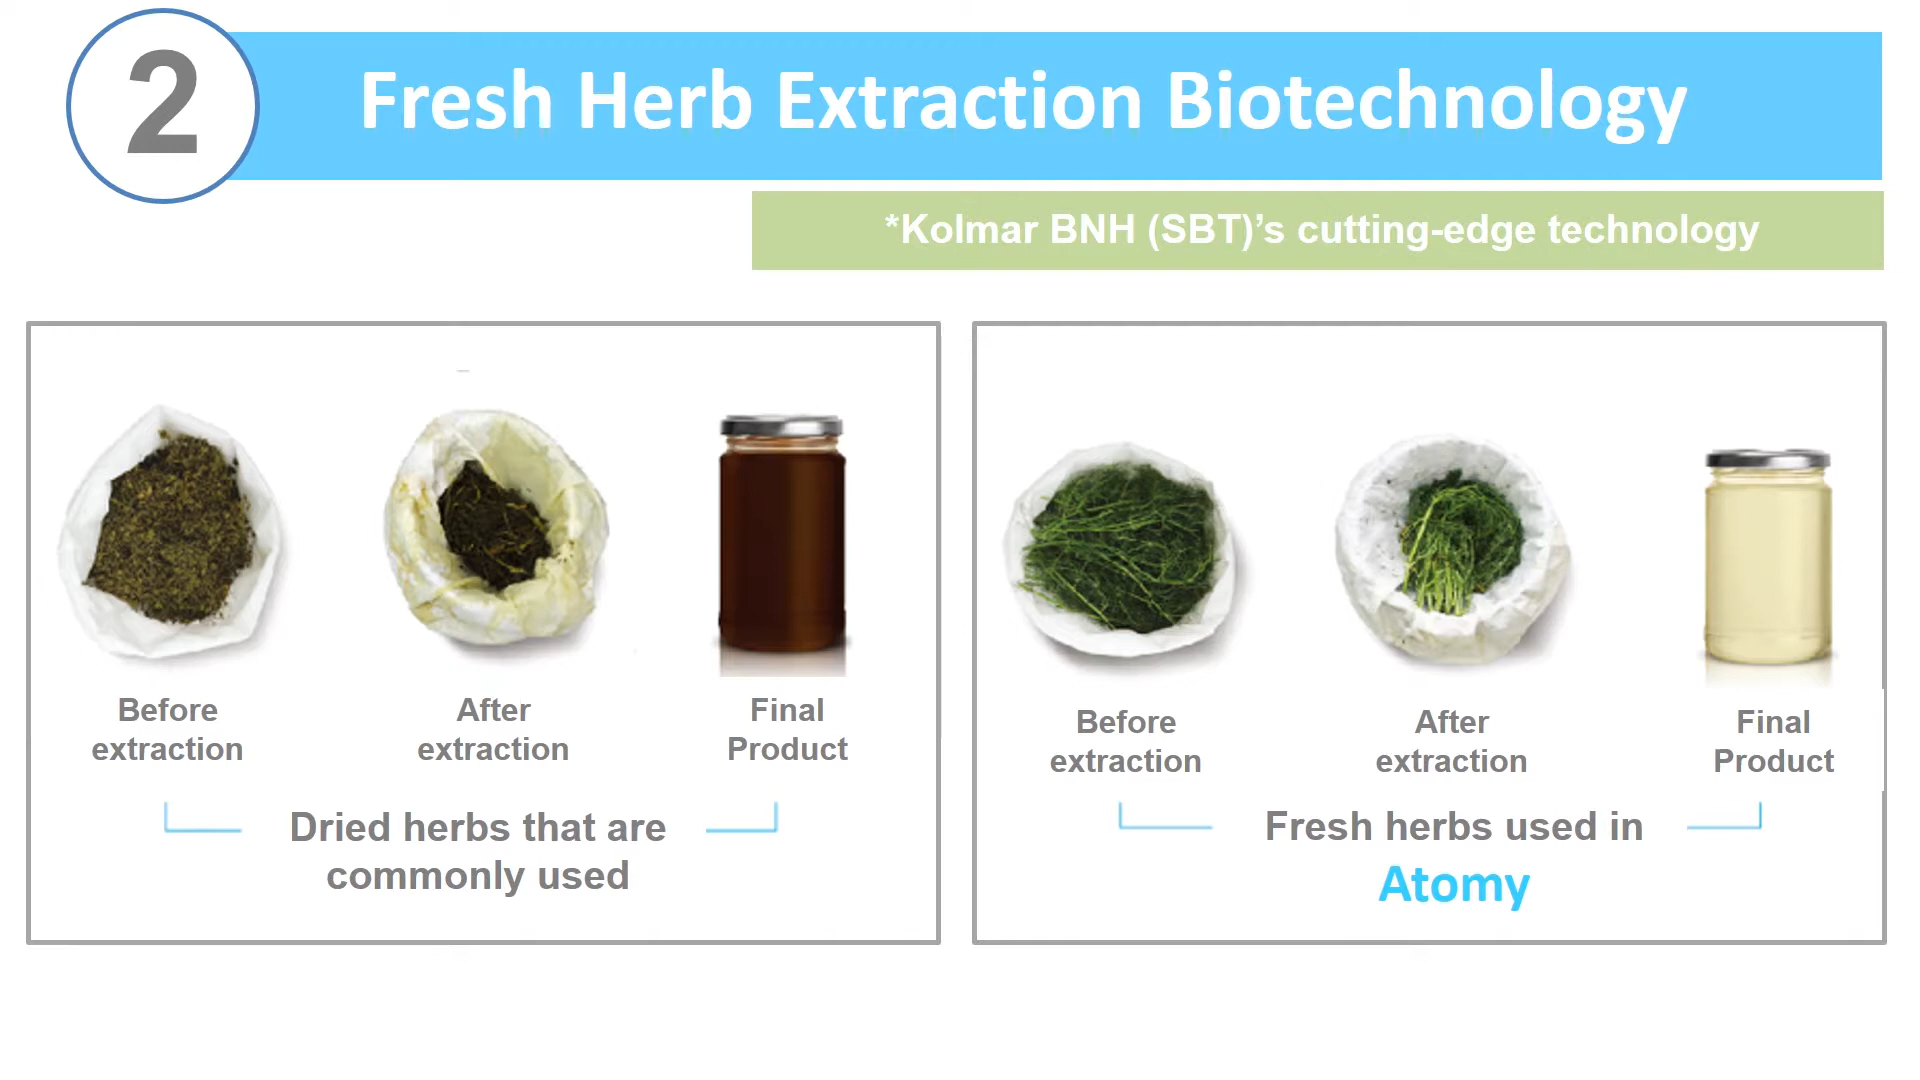 2
Fresh Herb Extraction Biotechnology
*Kolmar BNH (SBT)’s cutting-edge technology
Before
extraction
After
extraction
Final
Product
Dried herbs that are
commonly used
Before
extraction
After
extraction
Final
Product
Fresh herbs used in
Atomy